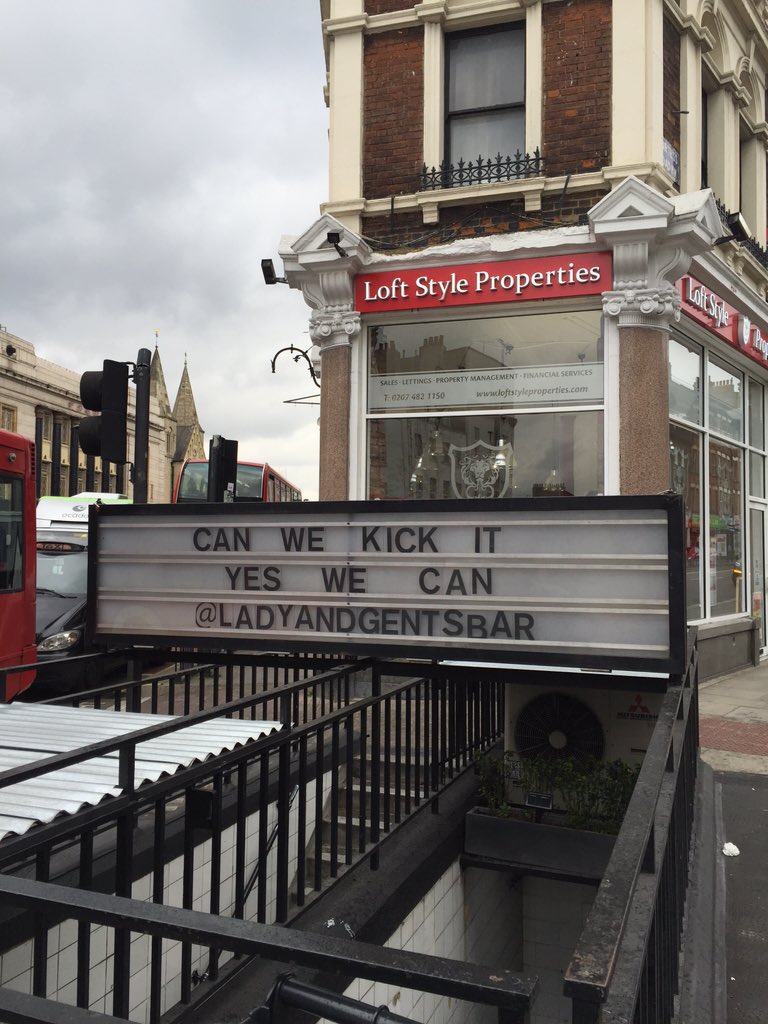 Loft Style Properties
Loft Style
SALES · LETTINGS · PROPERTY MANAGEMENT · FINANCIAL SERVICES
T: 0207 482 1150 www.loftstyleproperties.com
CAN WE KICK IT
YES WE CAN
@LADYANDGENTSBAR
MITSUBISHI